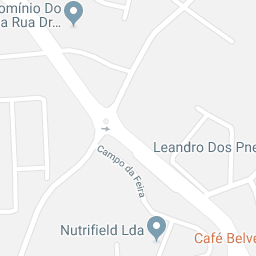 omínio Do
a Rua Dr...
Leandro Dos Pne
Campo da Feira
Nutrifield Lda
Café Belve